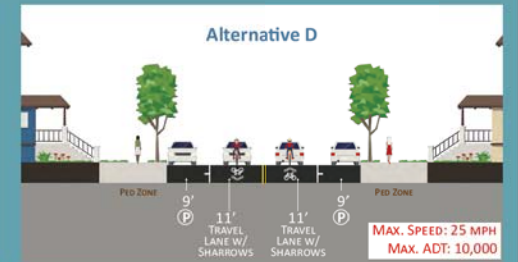 Alternative D
PED ZONE
PED ZONE
9'
P
11'
TRAVEL
LANE W/
SHARROWS
11'
TRAVEL
LANE W/
SHARROWS
9'
P
MAX. SPEED: 25 MPH
MAX. ADT: 10,000